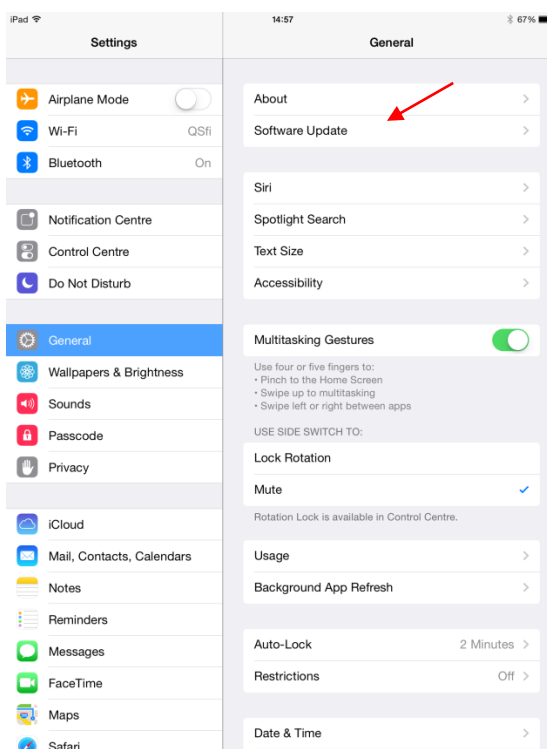 iPad 14:57 67%
Settings
Airplane Mode
Wi-Fi QSfi
Bluetooth On
Notification Centre
Control Centre
Do Not Disturb
General
Wallpapers & Brightness
Sounds
Passcode
Privacy
iCloud
Mail, Contacts, Calendars
Notes
Reminders
Messages
FaceTime
Maps
Safari
General
About
Software Update
Siri
Spotlight Search
Text Size
Accessibility
Multitasking Gestures
Use four or five fingers to:
• Pinch to the Home Screen
• Swipe up to multitasking
• Swipe left or right between apps
USE SIDE SWITCH TO:
Lock Rotation
Mute
Rotation Lock is available in Control Centre.
Usage
Background App Refresh
Auto-Lock 2 Minutes
Restrictions Off
Date & Time